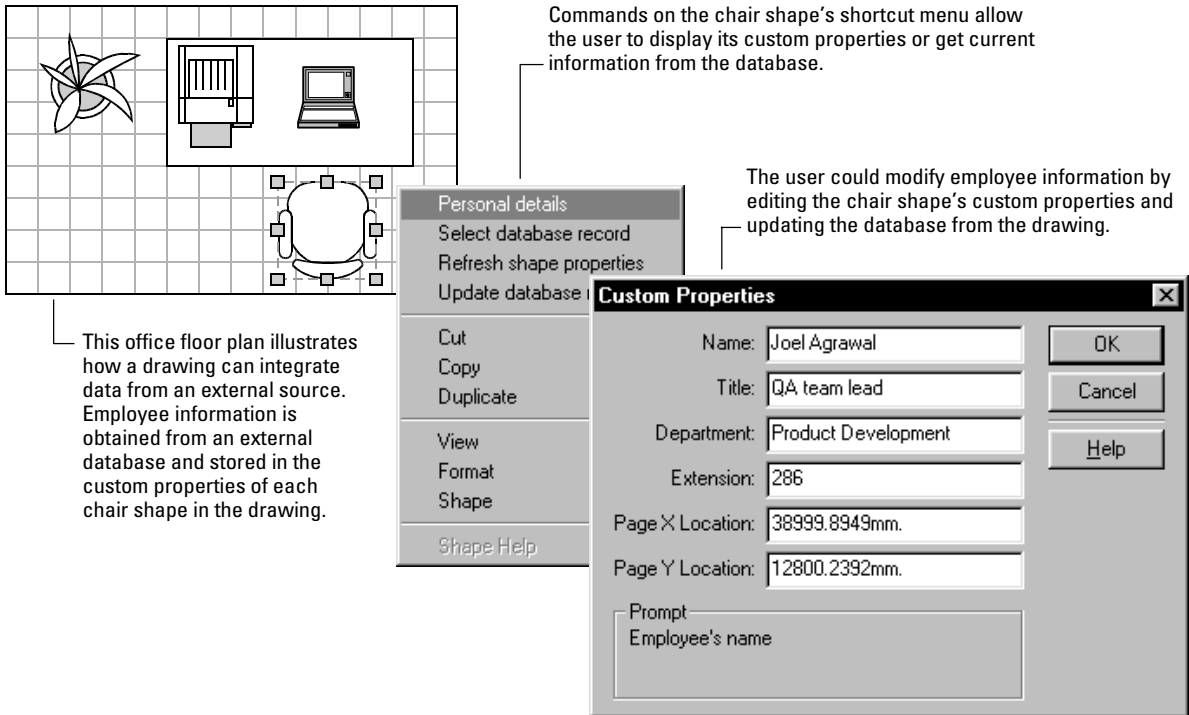 Commands on the chair shape's shortcut menu allow
the user to display its custom properties or get current
information from the database.
The user could modify employee information by
editing the chair shape's custom properties and
updating the database from the drawing.
This office floor plan illustrates
how a drawing can integrate
data from an external source.
Employee information is
obtained from an external
database and stored in the
custom properties of each
chair shape in the drawing.
Personal details
Select database record
Refresh shape properties
Update database
Cut
Copy
Duplicate
View
Format
Shape
Shape Help
Custom Properties
Name: Joel Agrawal
Title: QA team lead
Department: Product Development
Extension: 286
Page X Location: 38999.8949mm.
Page Y Location: 12800.2392mm.
Prompt
Employee's name
OK
Cancel
Help